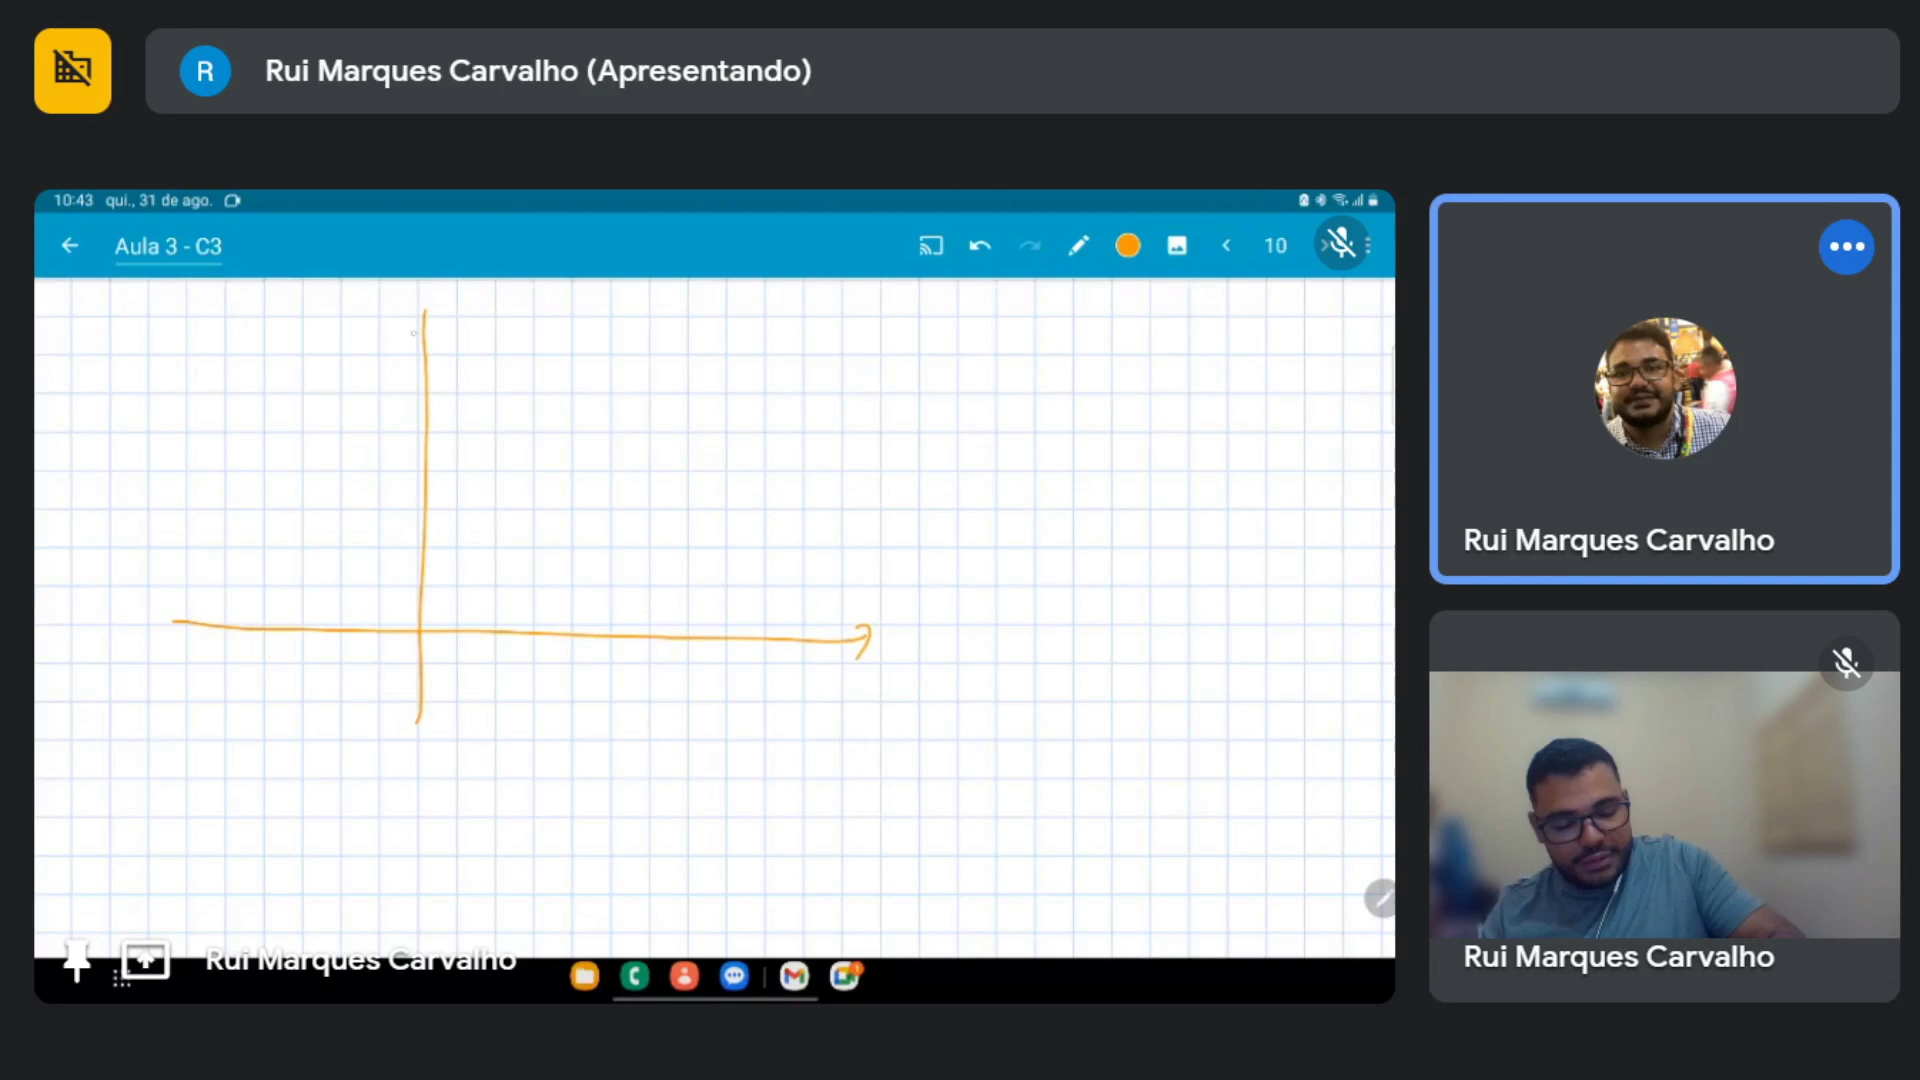 R Rui Marques Carvalho (Apresentando)
10:43 qui., 31 de ago.
Aula 3 - C3
10
Rui Marques Carvalho
Rui Marques Carvalho
Rui Marques Carvalho